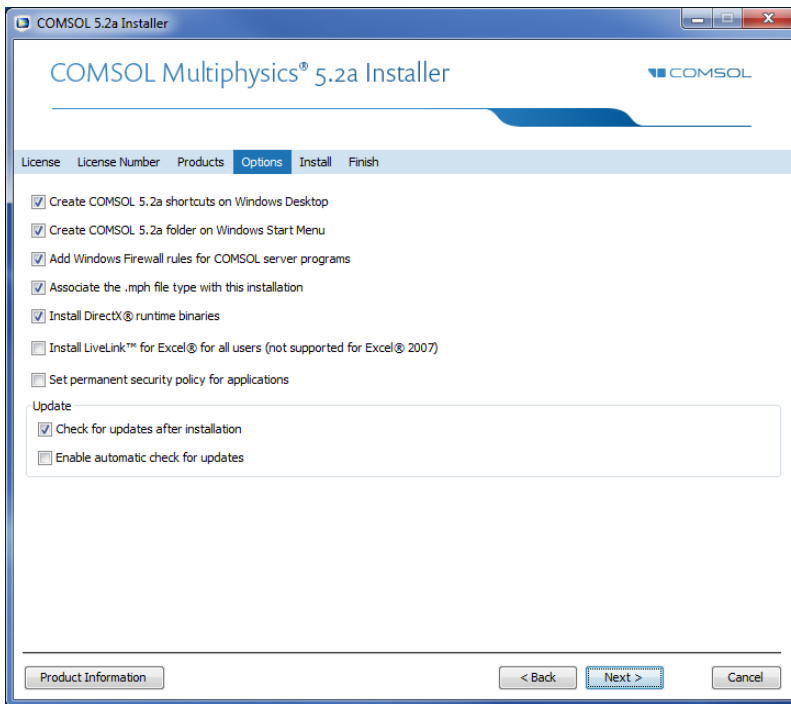 COMSOL 5.2a Installer
COMSOL Multiphysics® 5.2a Installer
COMSOL
License License Number Products Options Install Finish
Create COMSOL 5.2a shortcuts on Windows Desktop
Create COMSOL 5.2a folder on Windows Start Menu
Add Windows Firewall rules for COMSOL server programs
Associate the .mph file type with this installation
Install DirectX® runtime binaries
Install LiveLink™ for Excel® for all users (not supported for Excel® 2007)
Set permanent security policy for applications
Update
Check for updates after installation
Enable automatic check for updates
Product Information < Back Next > Cancel